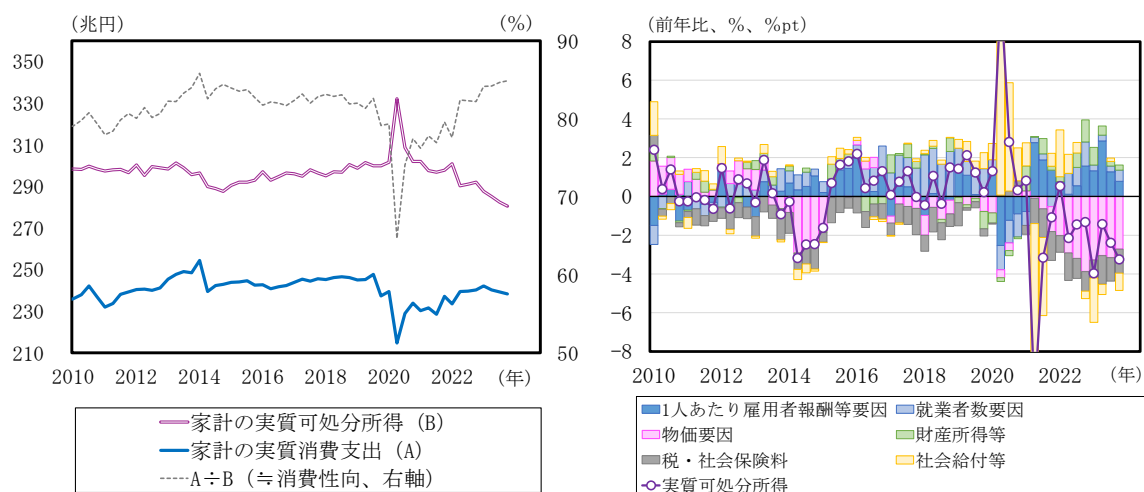 （兆円）
（%）
350
330
310
290
270
250
230
210
90
80
70
60
50
2010 2012 2014 2016 2018 2020 2022 （年）
家計の実質可処分所得（B）
家計の実質消費支出（A）
A÷B（≒消費性向、右軸）
（前年比、%、%pt）
8
6
4
2
0
−2
−4
−6
−8
2010 2012 2014 2016 2018 2020 2022 （年）
1人あたり雇用者報酬等要因 就業者数要因
物価要因 財産所得等
税・社会保険料 社会給付等
実質可処分所得